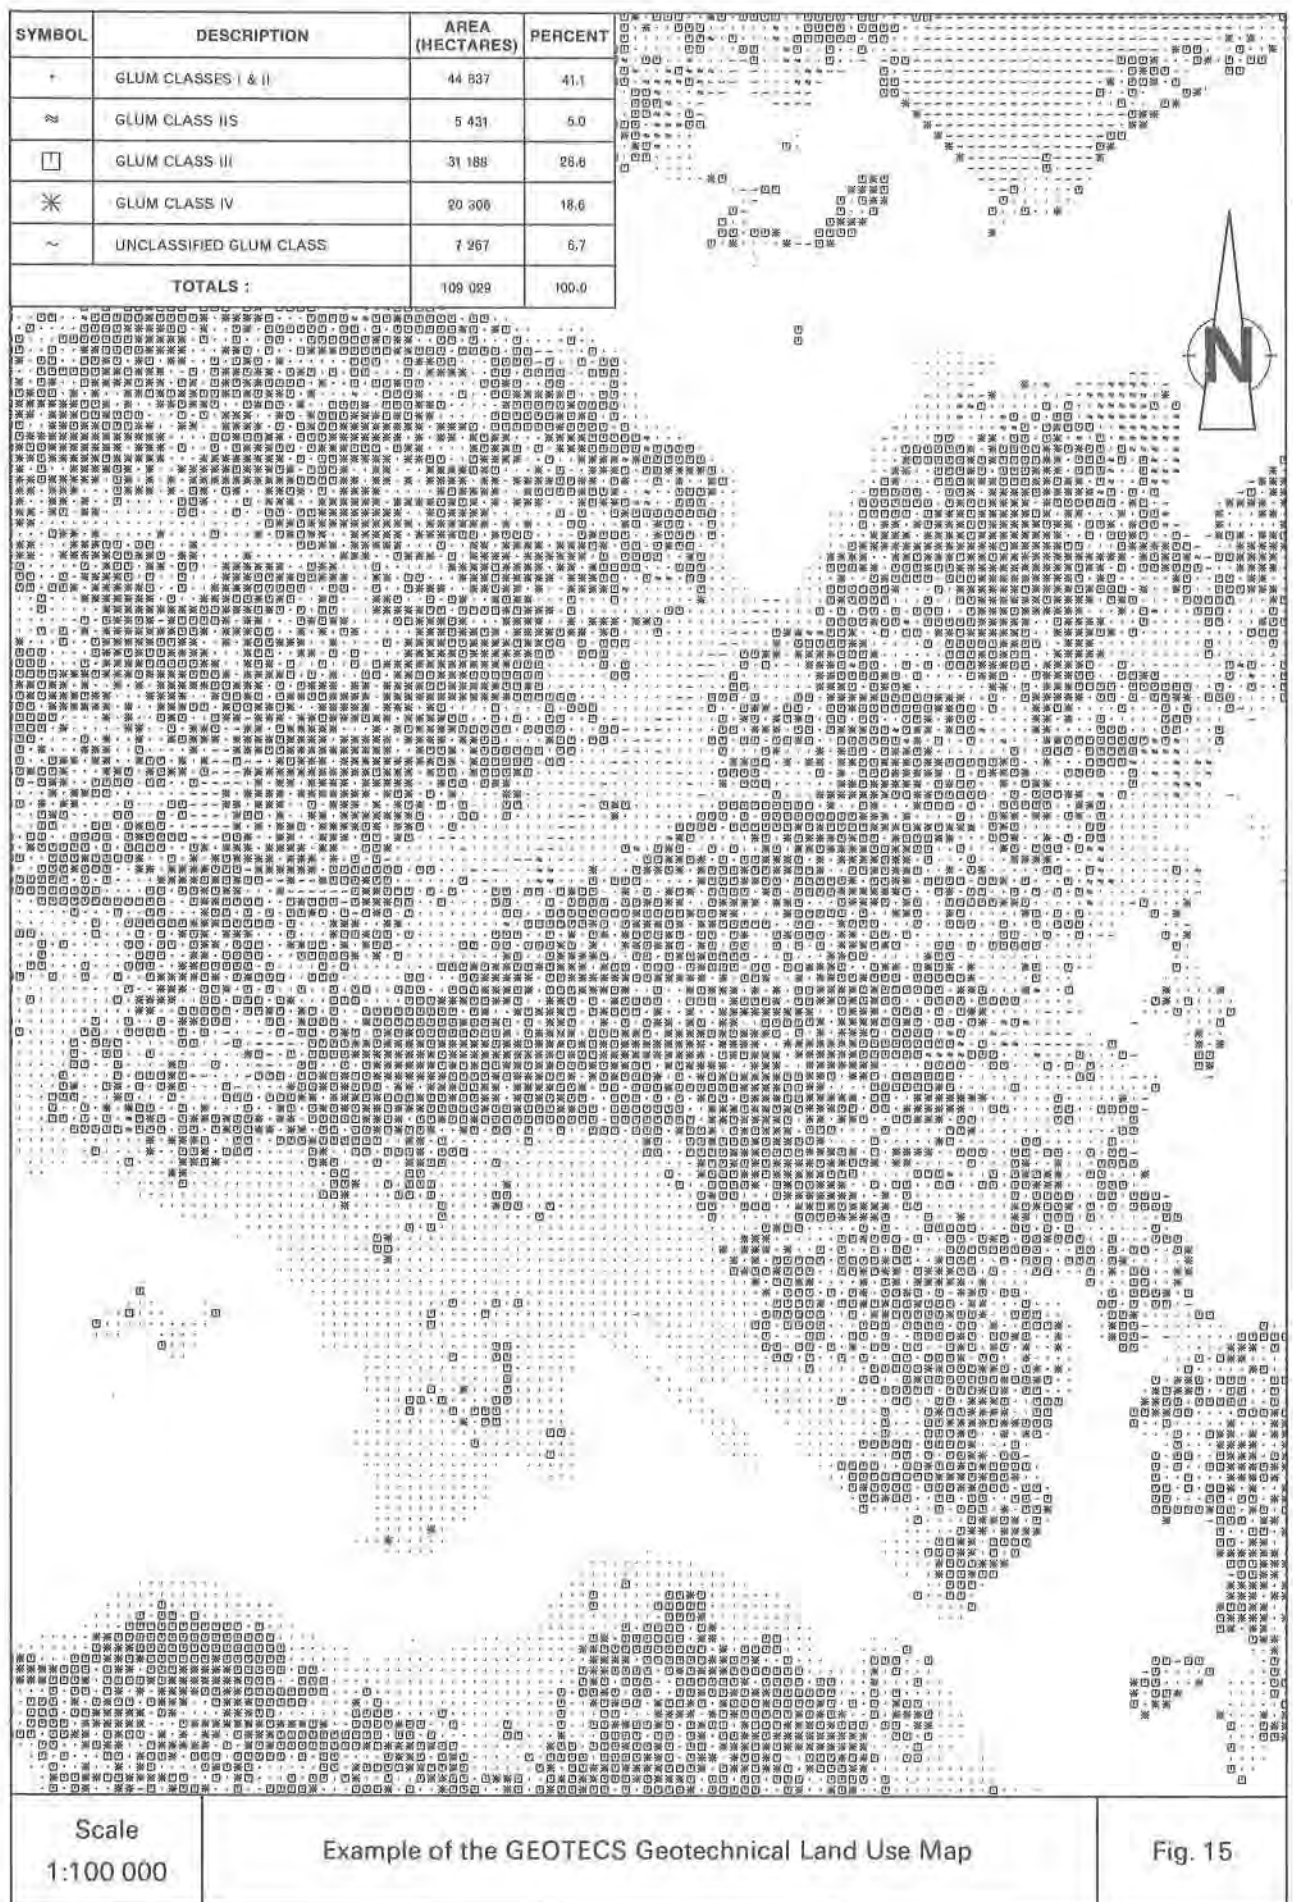 SYMBOL DESCRIPTION AREA (HECTARES) PERCENT
GLUM CLASSES I & II 44 837 41.1
GLUM CLASS IIS 5 431 5.0
GLUM CLASS III 31 188 28.6
GLUM CLASS IV 20 306 18.6
UNCLASSIFIED GLUM CLASS 7 267 6.7
TOTALS : 109 029 100.0
N
Scale
1:100 000
Example of the GEOTECS Geotechnical Land Use Map
Fig. 15